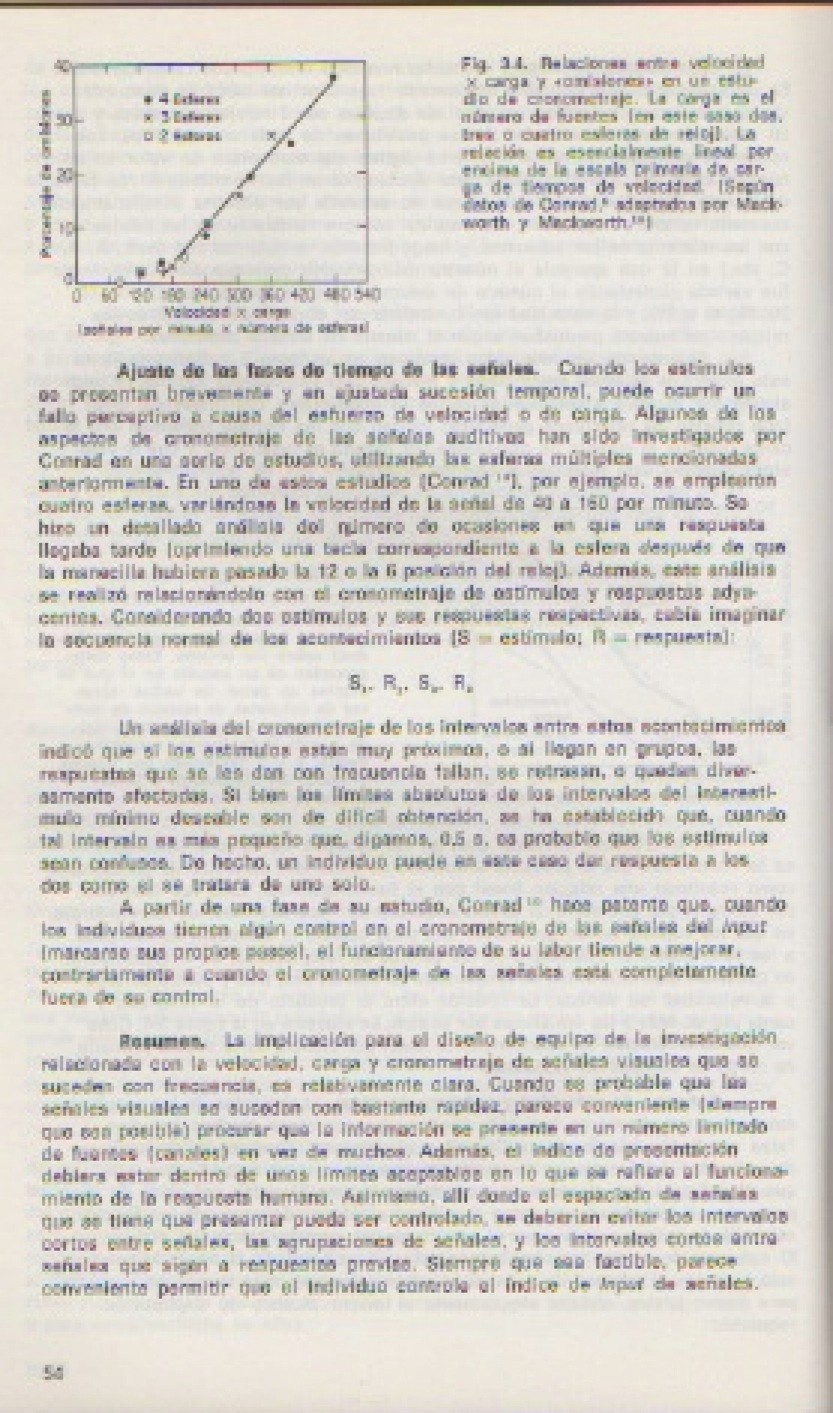 40
30
20
10
0
Porcentaje de omisiones
● 4 Esferas
× 3 Esferas
○ 2 Esferas
0 60 120 180 240 300 360 420 480 540
Velocidad × carga
(señales por minuto × número de esferas)
Fig. 3.4. Relaciones entre velocidad
× carga y «omisiones» en un estu-
dio de cronometraje. La carga es el
número de fuentes (en este caso dos,
tres o cuatro esferas de reloj). La
relación es esencialmente lineal por
encima de la escala primaria de car-
ga de tiempos de velocidad. (Según
datos de Conrad, adaptados por Mack-
worth y Mackworth.)
Ajuste de las fases de tiempo de las señales. Cuando los estímulos
se presentan brevemente y en ajustada sucesión temporal, puede ocurrir un
fallo perceptivo a causa del esfuerzo de velocidad o de carga. Algunos de los
aspectos de cronometraje de las señales auditivas han sido investigados por
Conrad en una serie de estudios, utilizando las esferas múltiples mencionadas
anteriormente. En uno de estos estudios (Conrad), por ejemplo, se emplearon
cuatro esferas, variándose la velocidad de la señal de 40 a 160 por minuto. Se
hizo un detallado análisis del número de ocasiones en que una respuesta
llegaba tarde (oprimiendo una tecla correspondiente a la esfera después de que
la manecilla hubiera pasado la 12 o la 6 posición del reloj). Además, este análisis
se realizó relacionándolo con el cronometraje de estímulos y respuestas adya-
centes. Considerando dos estímulos y sus respuestas respectivas, cabía imaginar
la secuencia normal de los acontecimientos (S = estímulo; R = respuesta):
S₁, R₁, S₂, R₂
Un análisis del cronometraje de los intervalos entre estos acontecimientos
indicó que si los estímulos están muy próximos, o si llegan en grupos, las
respuestas que se les dan con frecuencia fallan, se retrasan, o quedan diver-
samente afectadas. Si bien los límites absolutos de los intervalos del interestí-
mulo mínimo deseable son de difícil obtención, se ha establecido que, cuando
tal intervalo es más pequeño que, digamos, 0,5 s, es probable que los estímulos
sean confusos. De hecho, un individuo puede en este caso dar respuesta a los
dos como si se tratara de uno solo.
A partir de una fase de su estudio, Conrad hace patente que, cuando
los individuos tienen algún control en el cronometraje de las señales del input
(marcarse sus propios pasos), el funcionamiento de su labor tiende a mejorar,
contrariamente a cuando el cronometraje de las señales está completamente
fuera de su control.
Resumen. La implicación para el diseño de equipo de la investigación
relacionada con la velocidad, carga y cronometraje de señales visuales que se
suceden con frecuencia, es relativamente clara. Cuando es probable que las
señales visuales se sucedan con bastante rapidez, parece conveniente (siempre
que sea posible) procurar que la información se presente en un número limitado
de fuentes (canales) en vez de muchos. Además, el índice de presentación
debiera estar dentro de unos límites aceptables en lo que se refiere al funciona-
miento de la respuesta humana. Asimismo, allí donde el espaciado de señales
que se tiene que presentar pueda ser controlado, se deberían evitar los intervalos
cortos entre señales, las agrupaciones de señales, y los intervalos cortos entre
señales que sigan a respuestas previas. Siempre que sea factible, parece
conveniente permitir que el individuo controle el índice de input de señales.
54